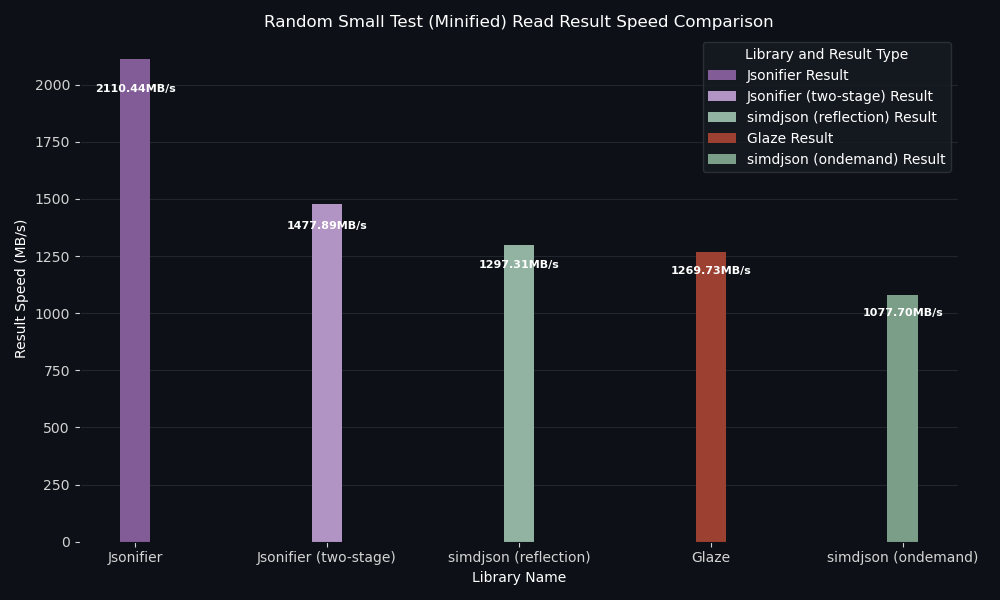 Random Small Test (Minified) Read Result Speed Comparison
Library and Result Type
Jsonifier Result
Jsonifier (two-stage) Result
simdjson (reflection) Result
Glaze Result
simdjson (ondemand) Result
Result Speed (MB/s)
2000
1750
1500
1250
1000
750
500
250
0
2110.44MB/s
1477.89MB/s
1297.31MB/s
1269.73MB/s
1077.70MB/s
Jsonifier
Jsonifier (two-stage)
simdjson (reflection)
Glaze
simdjson (ondemand)
Library Name